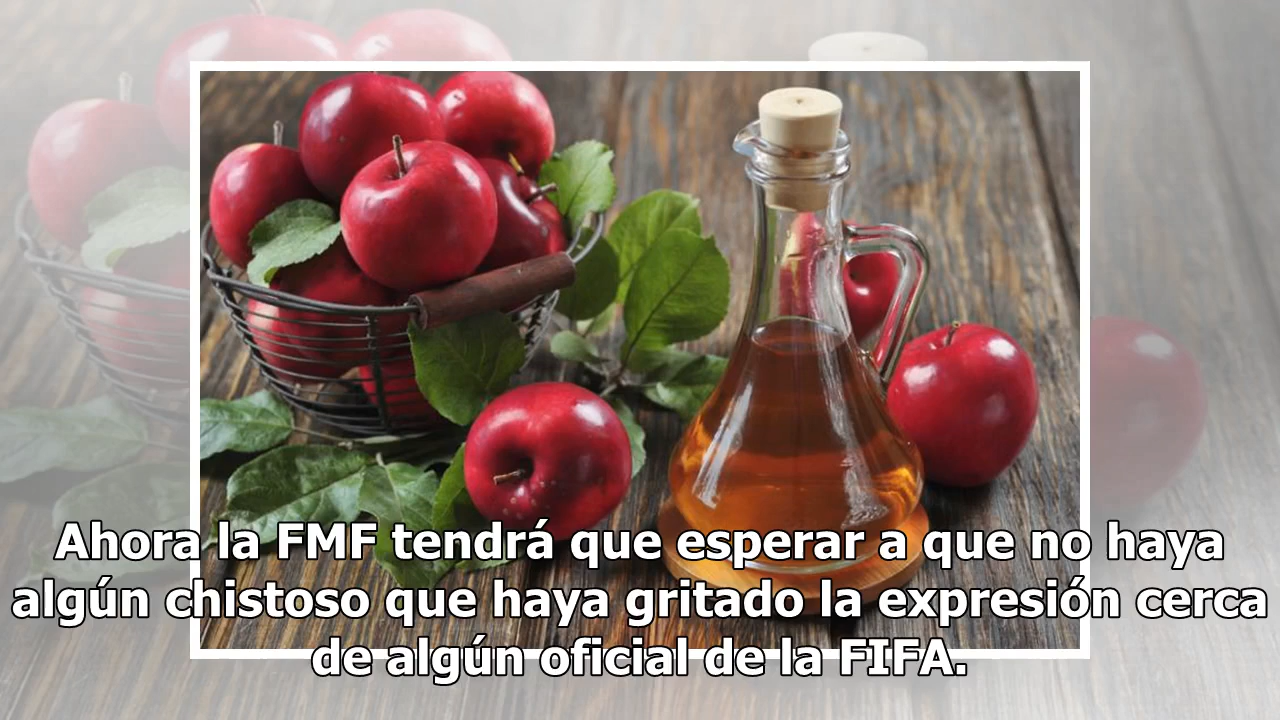 Ahora la FMF tendrá que esperar a que no haya
algún chistoso que haya gritado la expresión cerca
de algún oficial de la FIFA.